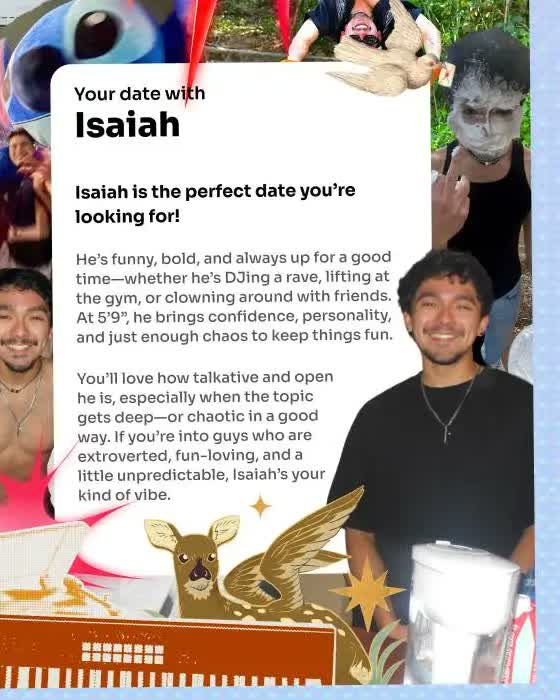 Your date with
Isaiah
Isaiah is the perfect date you're
looking for!
He's funny, bold, and always up for a good
time—whether he's DJing a rave, lifting at
the gym, or clowning around with friends.
At 5'9”, he brings confidence, personality,
and just enough chaos to keep things fun.
You'll love how talkative and open
he is, especially when the topic
gets deep—or chaotic in a good
way. If you're into guys who are
extroverted, fun-loving, and a
little unpredictable, Isaiah's your
kind of vibe.